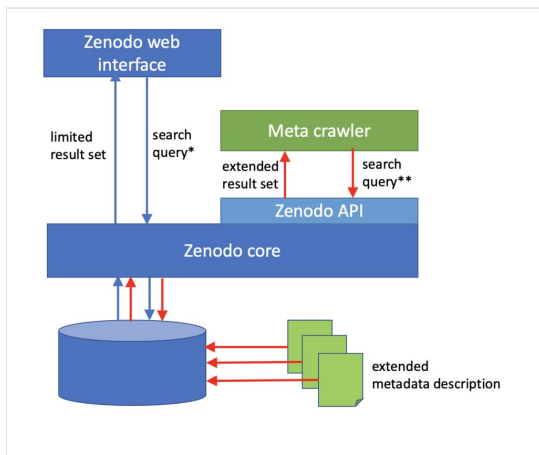 Zenodo web
interface
limited
result set
search
query*
Meta crawler
extended
result set
search
query**
Zenodo API
Zenodo core
extended
metadata description